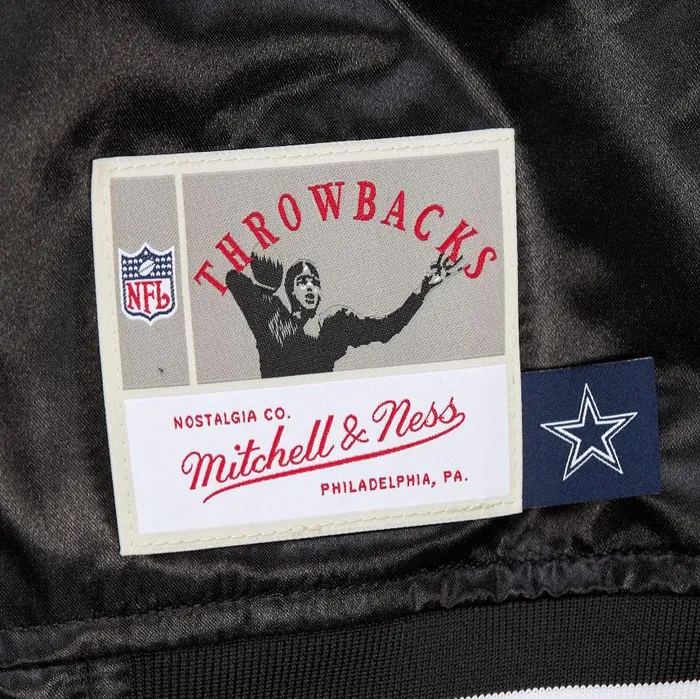 THROWBACKS
NFL
NOSTALGIA CO.
Mitchell & Ness
PHILADELPHIA, PA.